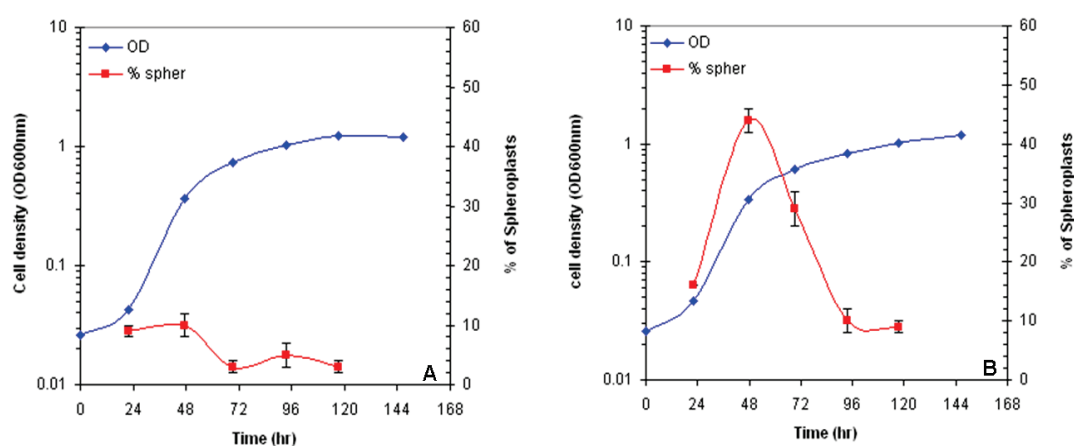 10
1
0.1
0.01
Cell density (OD600nm)
OD
% spher
60
50
40
30
20
10
0
% of Spheroplasts
A
0 24 48 72 96 120 144 168
Time (hr)
10
1
0.1
0.01
cell density (OD600nm)
OD
% spher
60
50
40
30
20
10
0
% of Spheroplasts
B
0 24 48 72 96 120 144 168
Time (hr)